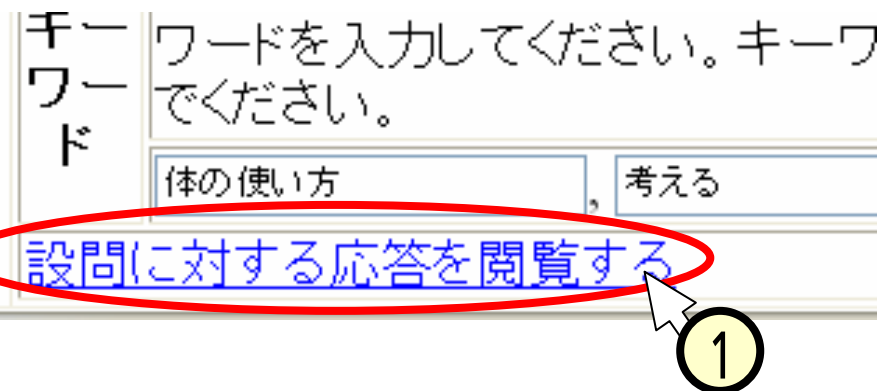 キー
ワー
ド
ワードを入力してください。キーワ
でください。
体の使い方 , 考える
設問に対する応答を閲覧する
1